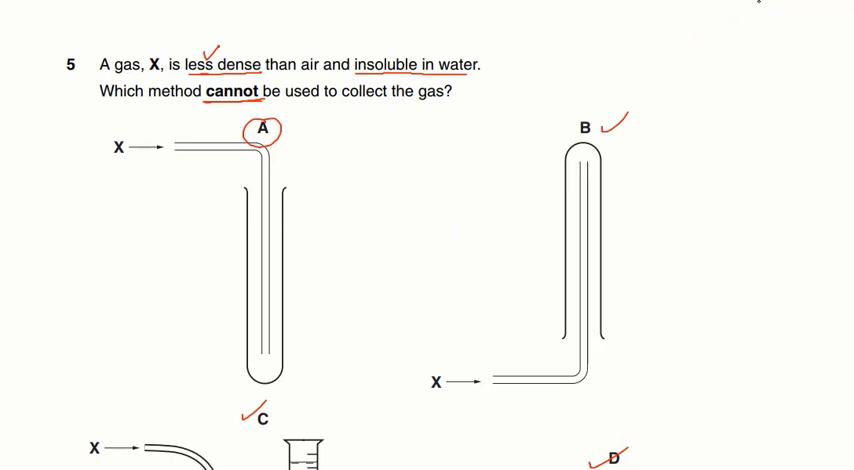 5 A gas, X, is less dense than air and insoluble in water.
Which method cannot be used to collect the gas?
A
B
X
X
C
X
D